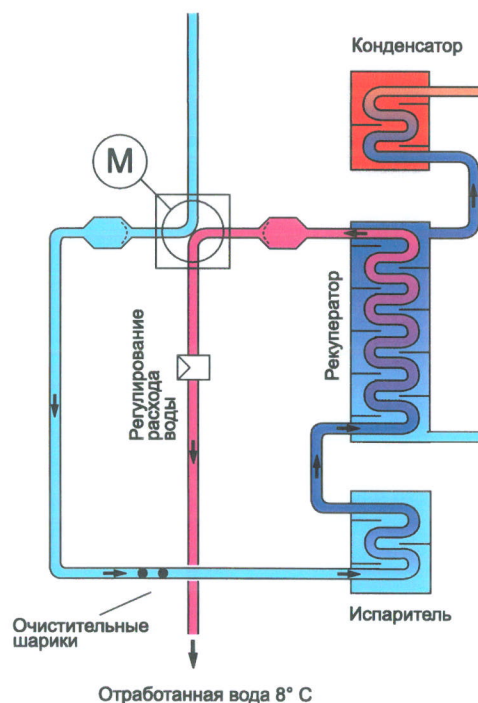 Конденсатор
М
Рекуператор
Регулирование
расхода
воды
Испаритель
Очистительные
шарики
Отработанная вода 8° С